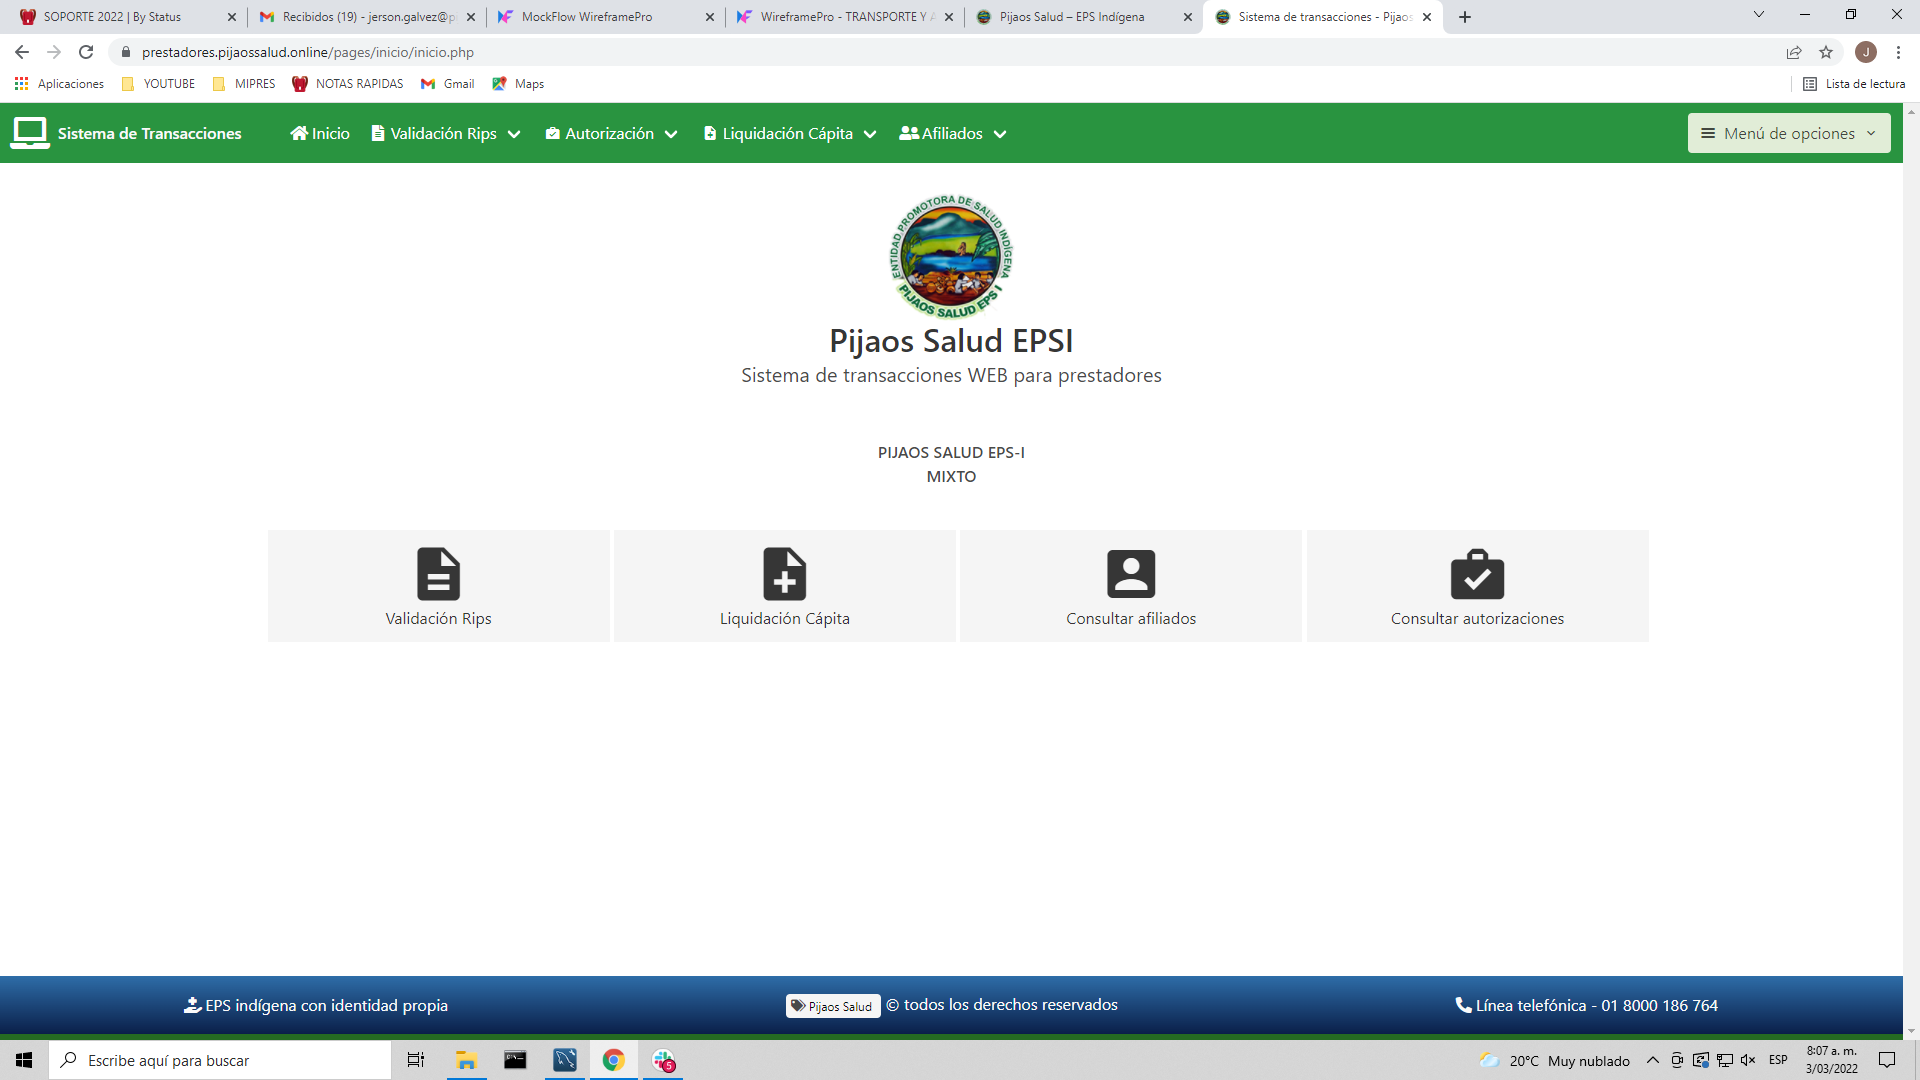 SOPORTE 2022 | By Status
Recibidos (19) - jerson.galvez@p
MockFlow WireframePro
WireframePro - TRANSPORTE Y A
Pijaos Salud – EPS Indígena
Sistema de transacciones - Pijaos
prestadores.pijaossalud.online/pages/inicio/inicio.php
J
Aplicaciones
YOUTUBE
MIPRES
NOTAS RAPIDAS
Gmail
Maps
Lista de lectura
Sistema de Transacciones
Inicio
Validación Rips
Autorización
Liquidación Cápita
Afiliados
Menú de opciones
ENTIDAD PROMOTORA DE SALUD INDÍGENA
PIJAOS SALUD EPS I
Pijaos Salud EPSI
Sistema de transacciones WEB para prestadores
PIJAOS SALUD EPS-I
MIXTO
Validación Rips
Liquidación Cápita
Consultar afiliados
Consultar autorizaciones
EPS indígena con identidad propia
Pijaos Salud © todos los derechos reservados
Línea telefónica - 01 8000 186 764
Escribe aquí para buscar
5
20°C Muy nublado
ESP
8:07 a. m.
3/03/2022